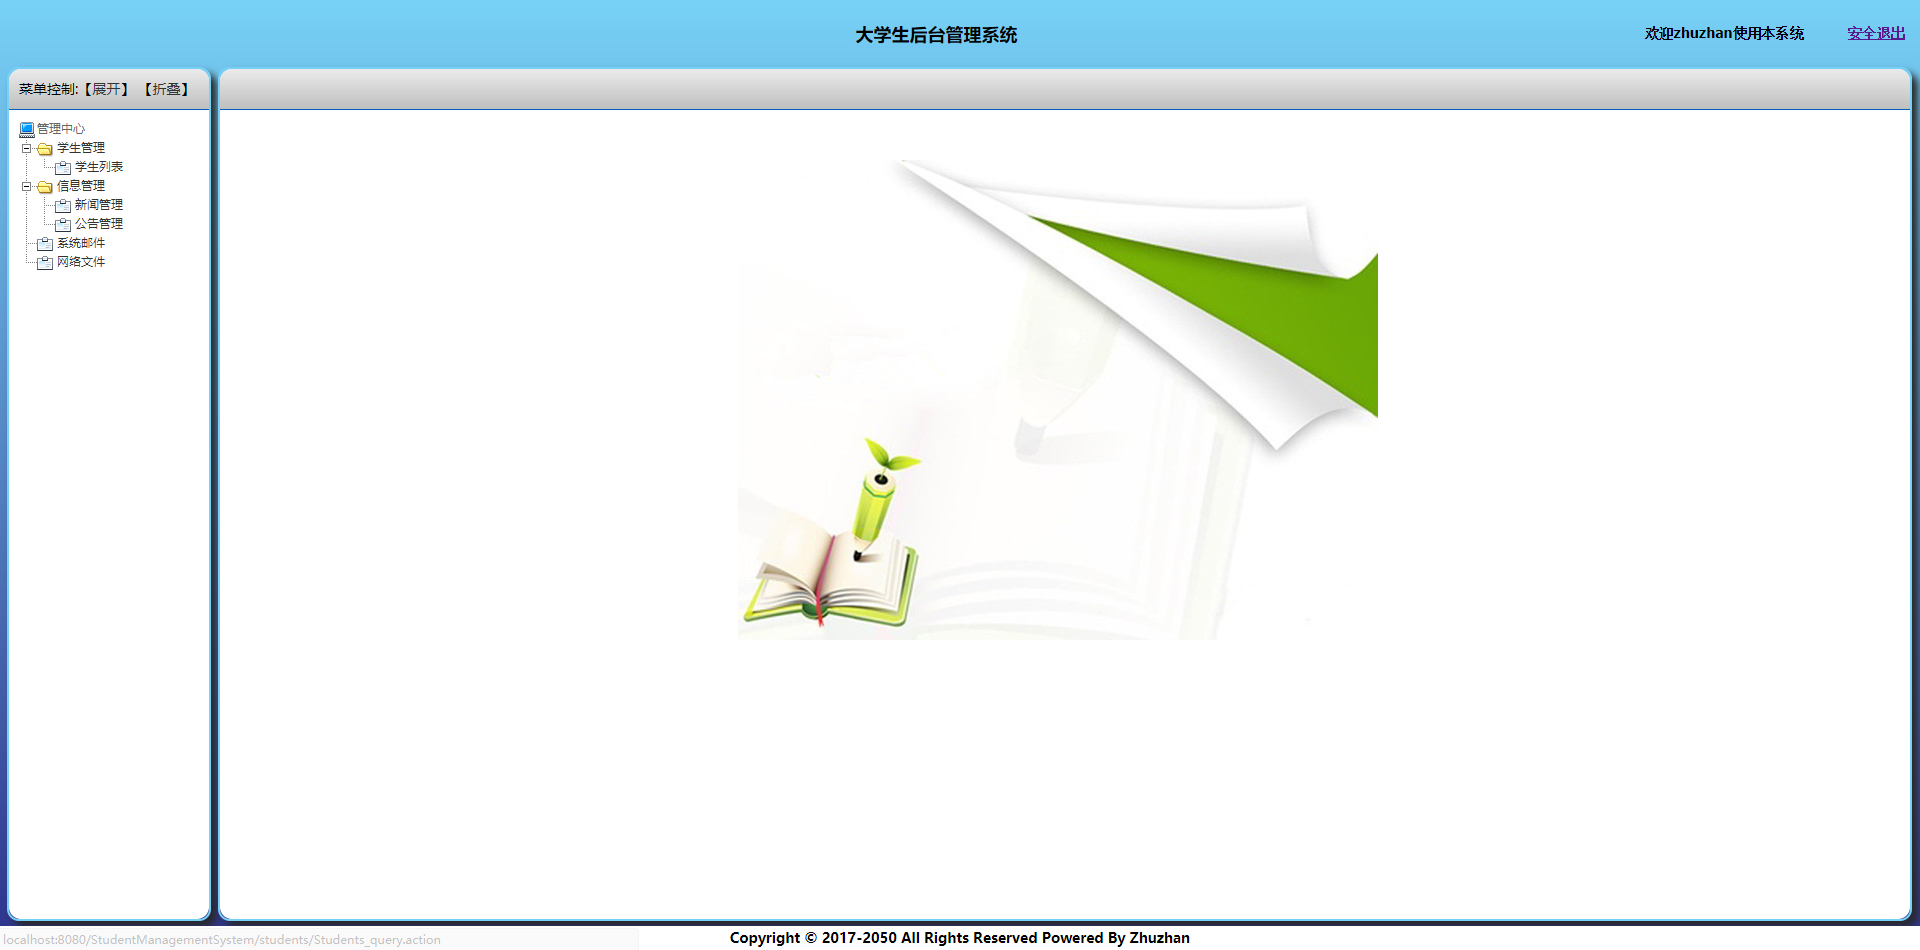 大学生后台管理系统
欢迎zhuzhan使用本系统
安全退出
菜单控制:【展开】 【折叠】
管理中心
学生管理
学生列表
信息管理
新闻管理
公告管理
系统邮件
网络文件
localhost:8080/StudentManagementSystem/students/Students_query.action
Copyright © 2017-2050 All Rights Reserved Powered By Zhuzhan